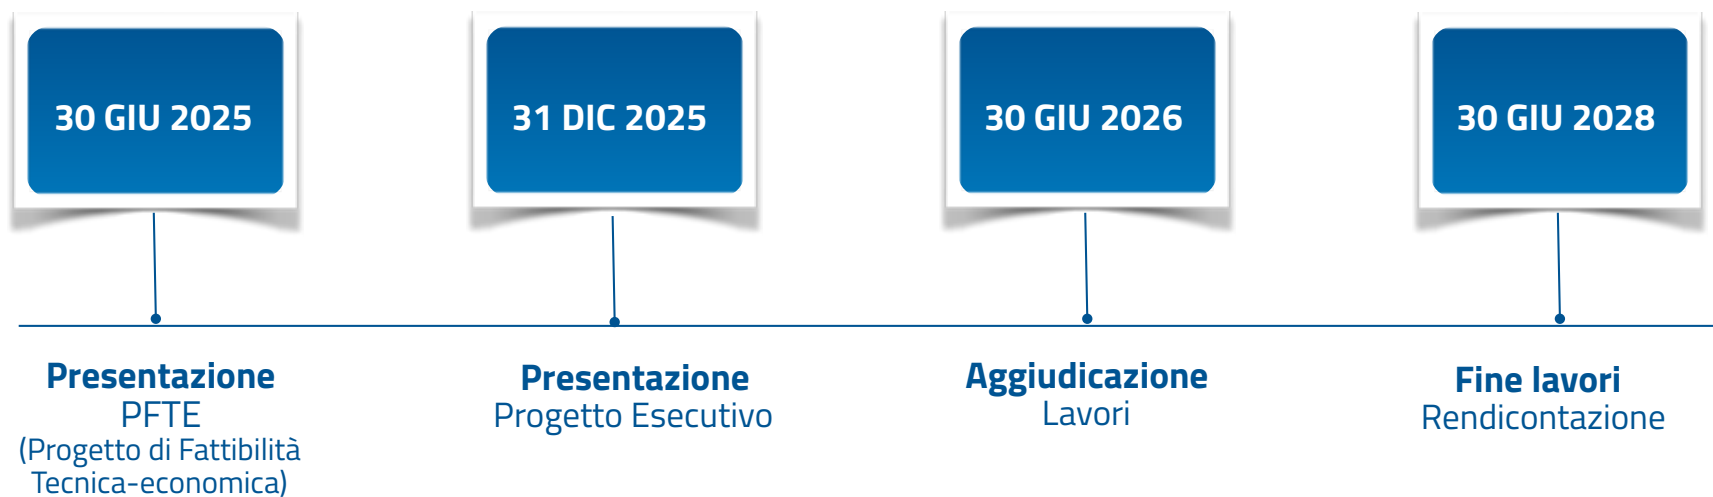 30 GIU 2025
31 DIC 2025
30 GIU 2026
30 GIU 2028
Presentazione
PFTE
(Progetto di Fattibilità
Tecnica-economica)
Presentazione
Progetto Esecutivo
Aggiudicazione
Lavori
Fine lavori
Rendicontazione